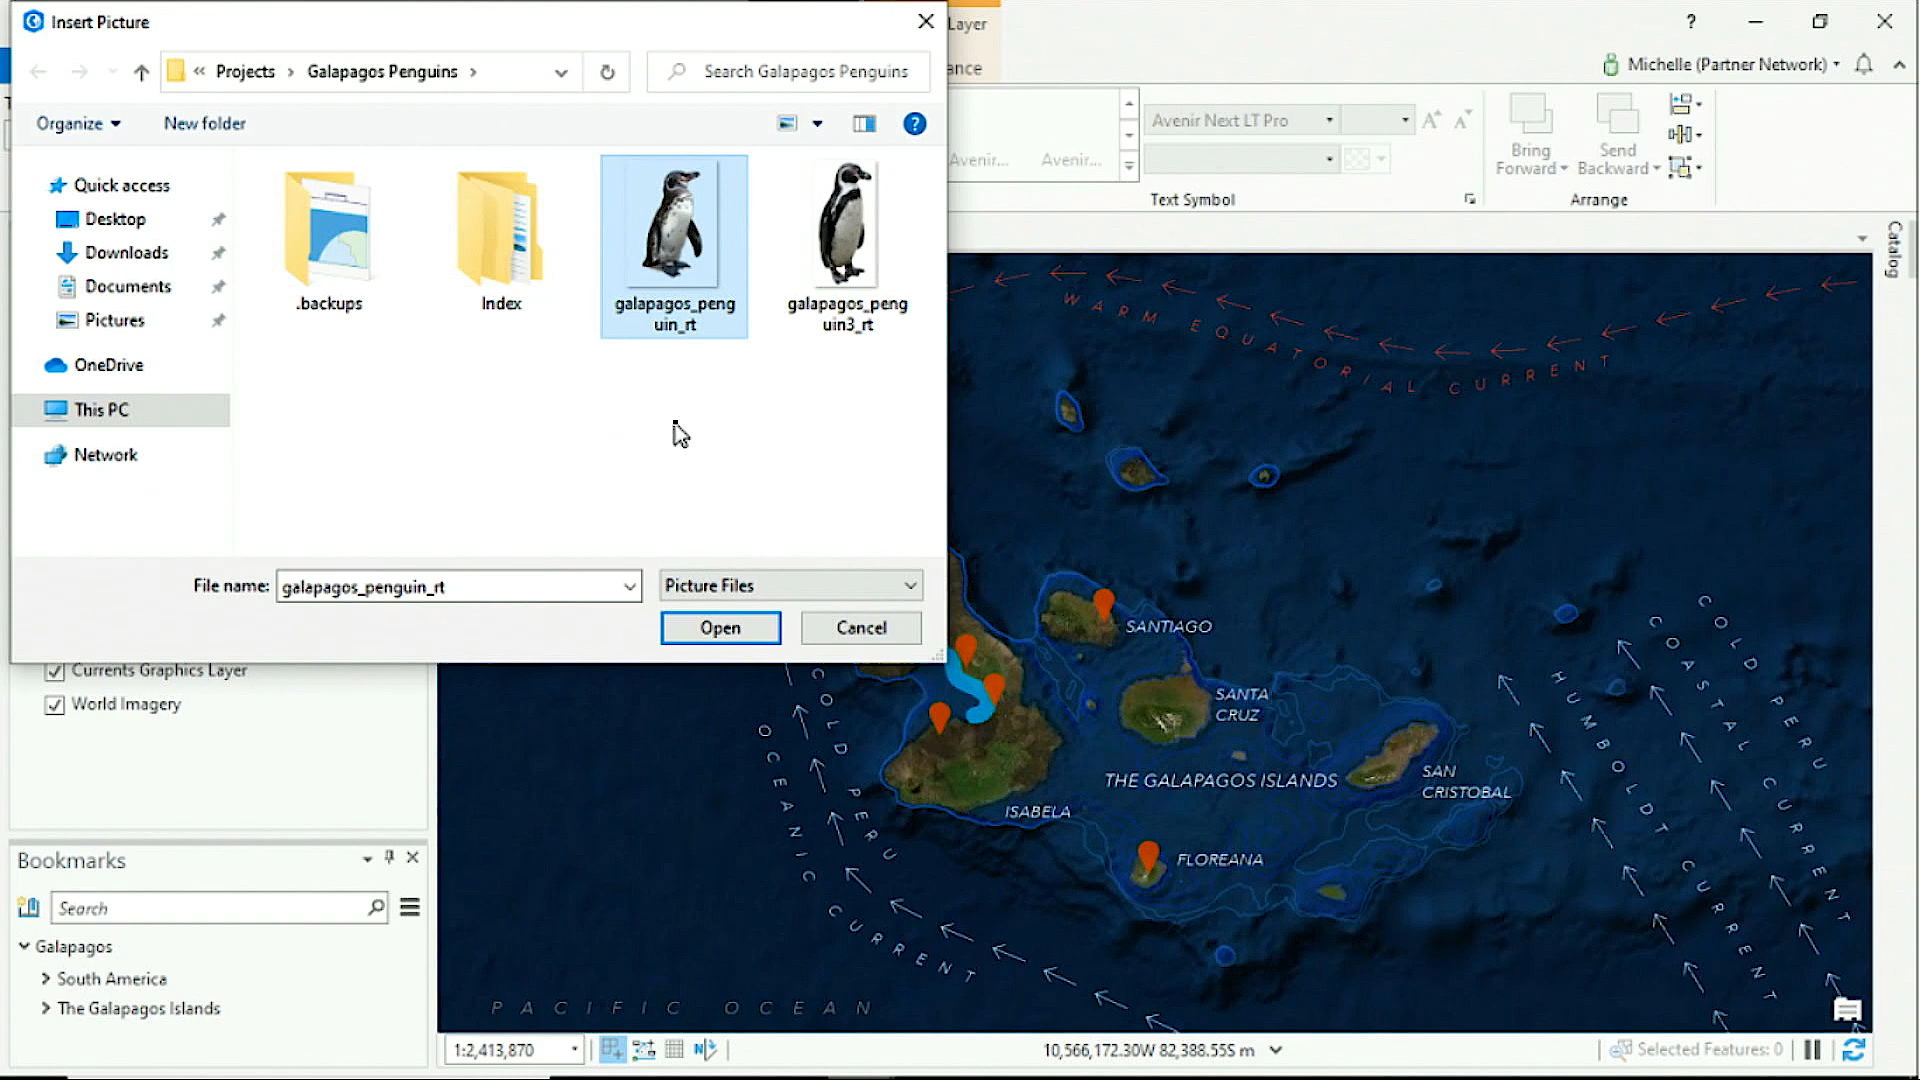 Insert Picture
Layer
ance
?
Michelle (Partner Network)
« Projects > Galapagos Penguins >
Search Galapagos Penguins
Organize
New folder
Quick access
Desktop
Downloads
Documents
Pictures
OneDrive
This PC
Network
.backups
Index
galapagos_peng
uin_rt
galapagos_peng
uin3_rt
File name:
galapagos_penguin_rt
Picture Files
Open
Cancel
Avenir...
Avenir...
Avenir Next LT Pro
Text Symbol
Bring
Forward
Send
Backward
Arrange
Catalog
Currents Graphics Layer
World Imagery
Bookmarks
Search
Galapagos
South America
The Galapagos Islands
WARM EQUATORIAL CURRENT
SANTIAGO
SANTA
CRUZ
THE GALAPAGOS ISLANDS
SAN
CRISTOBAL
ISABELA
FLOREANA
COLD PERU
OCEANIC CURRENT
HUMBOLDT CURRENT
COASTAL CURRENT
COLD PERU
PACIFIC OCEAN
1:2,413,870
10,566,172.30W 82,388.55S m
Selected Features: 0